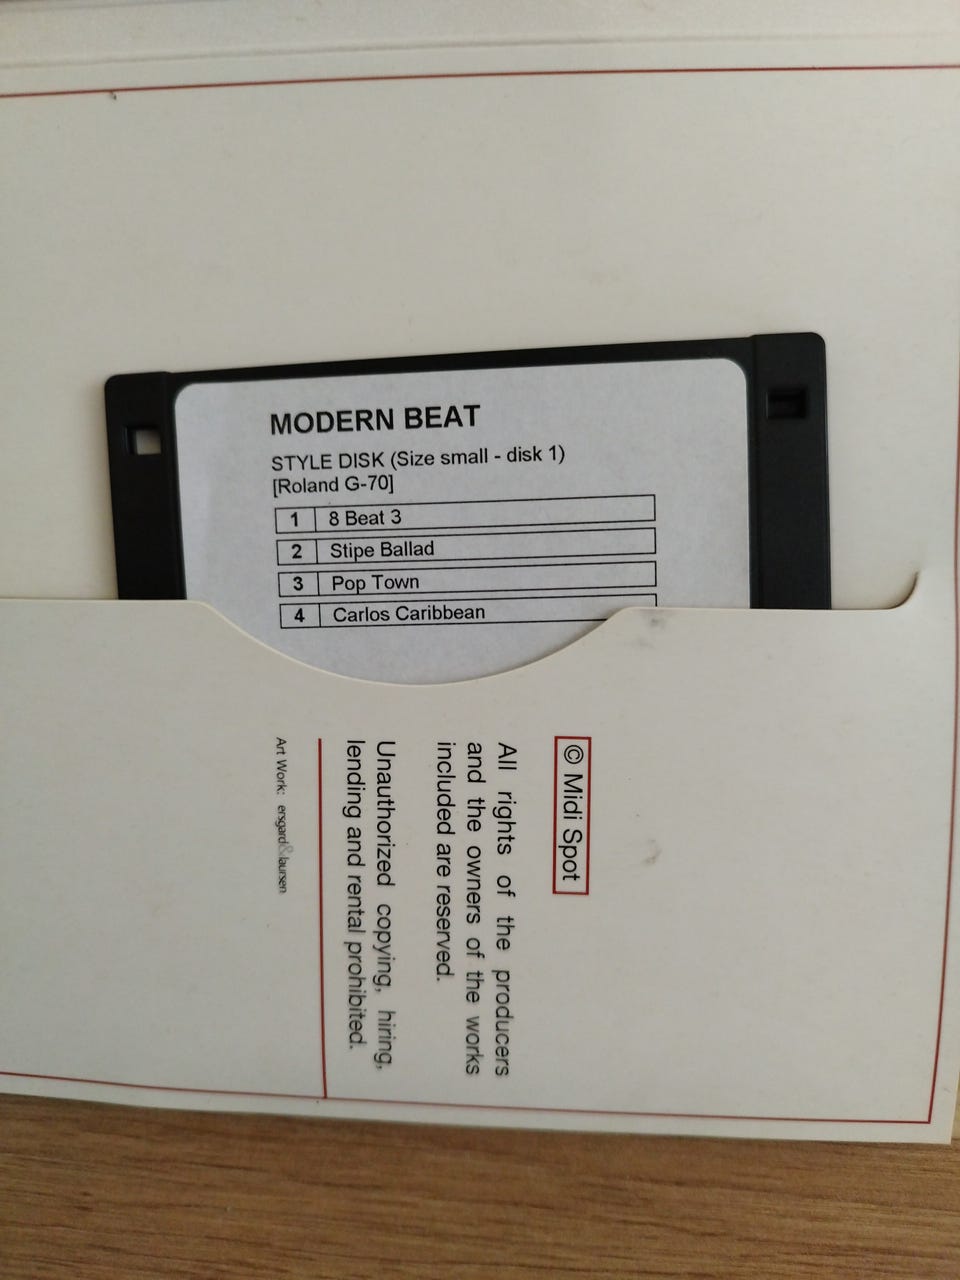 MODERN BEAT
STYLE DISK (Size small - disk 1)
[Roland G-70]
1 8 Beat 3
2 Stipe Ballad
3 Pop Town
4 Carlos Caribbean
© Midi Spot
All rights of the producers
and the owners of the works
included are reserved.
Unauthorized copying, hiring,
lending and rental prohibited.
Art Work: ersgard&laursen